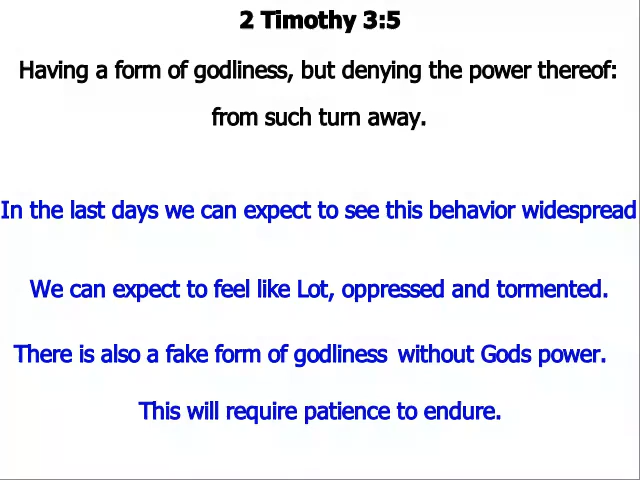 2 Timothy 3:5
Having a form of godliness, but denying the power thereof:
from such turn away.
In the last days we can expect to see this behavior widespread
We can expect to feel like Lot, oppressed and tormented.
There is also a fake form of godliness without Gods power.
This will require patience to endure.